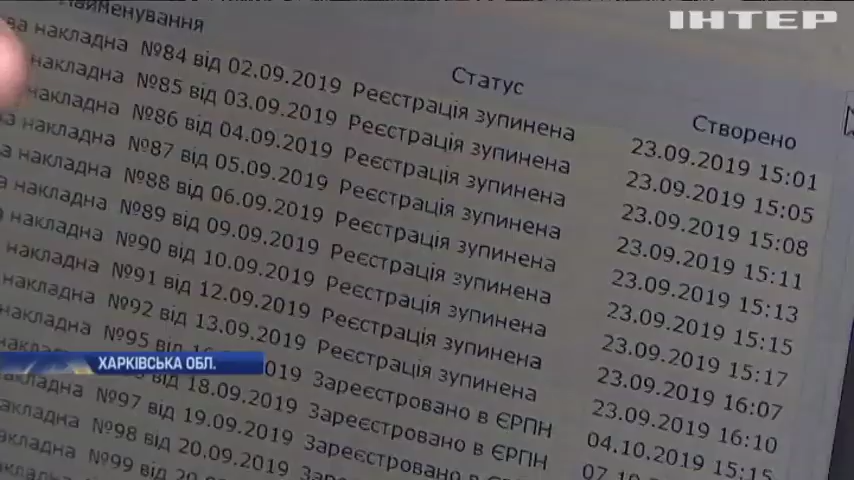 ІНТЕР
Найменування Статус Створено
ва накладна №84 від 02.09.2019 Реєстрація зупинена 23.09.2019 15:01
накладна №85 від 03.09.2019 Реєстрація зупинена 23.09.2019 15:05
накладна №86 від 04.09.2019 Реєстрація зупинена 23.09.2019 15:08
ва накладна №87 від 05.09.2019 Реєстрація зупинена 23.09.2019 15:11
а накладна №88 від 06.09.2019 Реєстрація зупинена 23.09.2019 15:13
а накладна №89 від 09.09.2019 Реєстрація зупинена 23.09.2019 15:15
накладна №90 від 10.09.2019 Реєстрація зупинена 23.09.2019 15:17
накладна №91 від 12.09.2019 Реєстрація зупинена 23.09.2019 16:07
накладна №92 від 13.09.2019 Реєстрація зупинена 23.09.2019 16:10
накладна №95 від Зареєстровано в ЄРПН 04.10.2019 15:15
від 18.09.2019 Зареєстровано в ЄРПН
накладна №97 від 19.09.2019 Зареєстровано в ЄРПН
накладна №98 від 20.09.2019
накладна №99 від
ХАРКІВСЬКА ОБЛ.